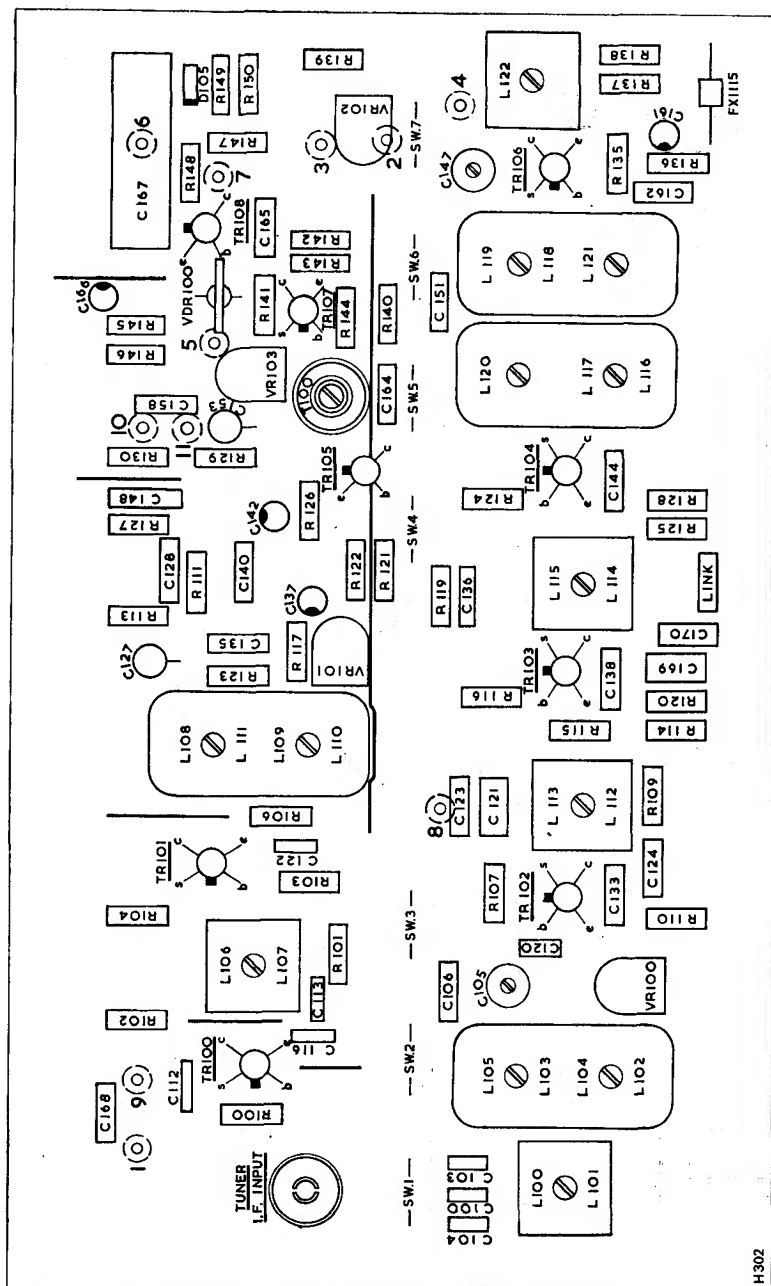 R139
D105
R149
R150
C167
6
R147
R148
7
VR102
3
2
—SW.7—
4
L122
R138
R137
FX1115
C161
R136
C162
R135
TR106
s
c
b
e
C147
TR108
e
c
b
C165
R142
R143
VDR100
R141
TR107
s
c
b
e
R144
C166
R145
R146
5
VR103
T100
R140
C164
—SW.6—
—SW.5—
C151
L119
L118
L121
L120
L117
L116
10
C158
11
C153
R130
R129
TR105
c
e
b
C148
R127
C142
R126
—SW.4—
R124
TR104
s
c
b
e
C144
R128
R125
C128
R111
C140
R113
C137
R122
R121
R119
C136
L115
L114
LINK
C170
C127
C135
R123
R117
VR101
TR103
s
c
b
e
R116
C138
C169
R120
R114
R115
L108
L111
L109
L110
R106
8
C123
C121
L113
L112
R109
TR101
s
c
b
e
C122
R103
R104
R107
TR102
s
c
b
e
C133
C124
R110
—SW.3—
L106
L107
R101
C113
C120
C106
C105
VR100
R102
TR100
s
c
b
e
C116
C168
9
1
C112
R100
—SW.2—
L105
L103
L104
L102
TUNER
I.F. INPUT
—SW.1—
C103
C100
C104
L100
L101
H302